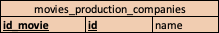 movies_production_companies
id_movie id name